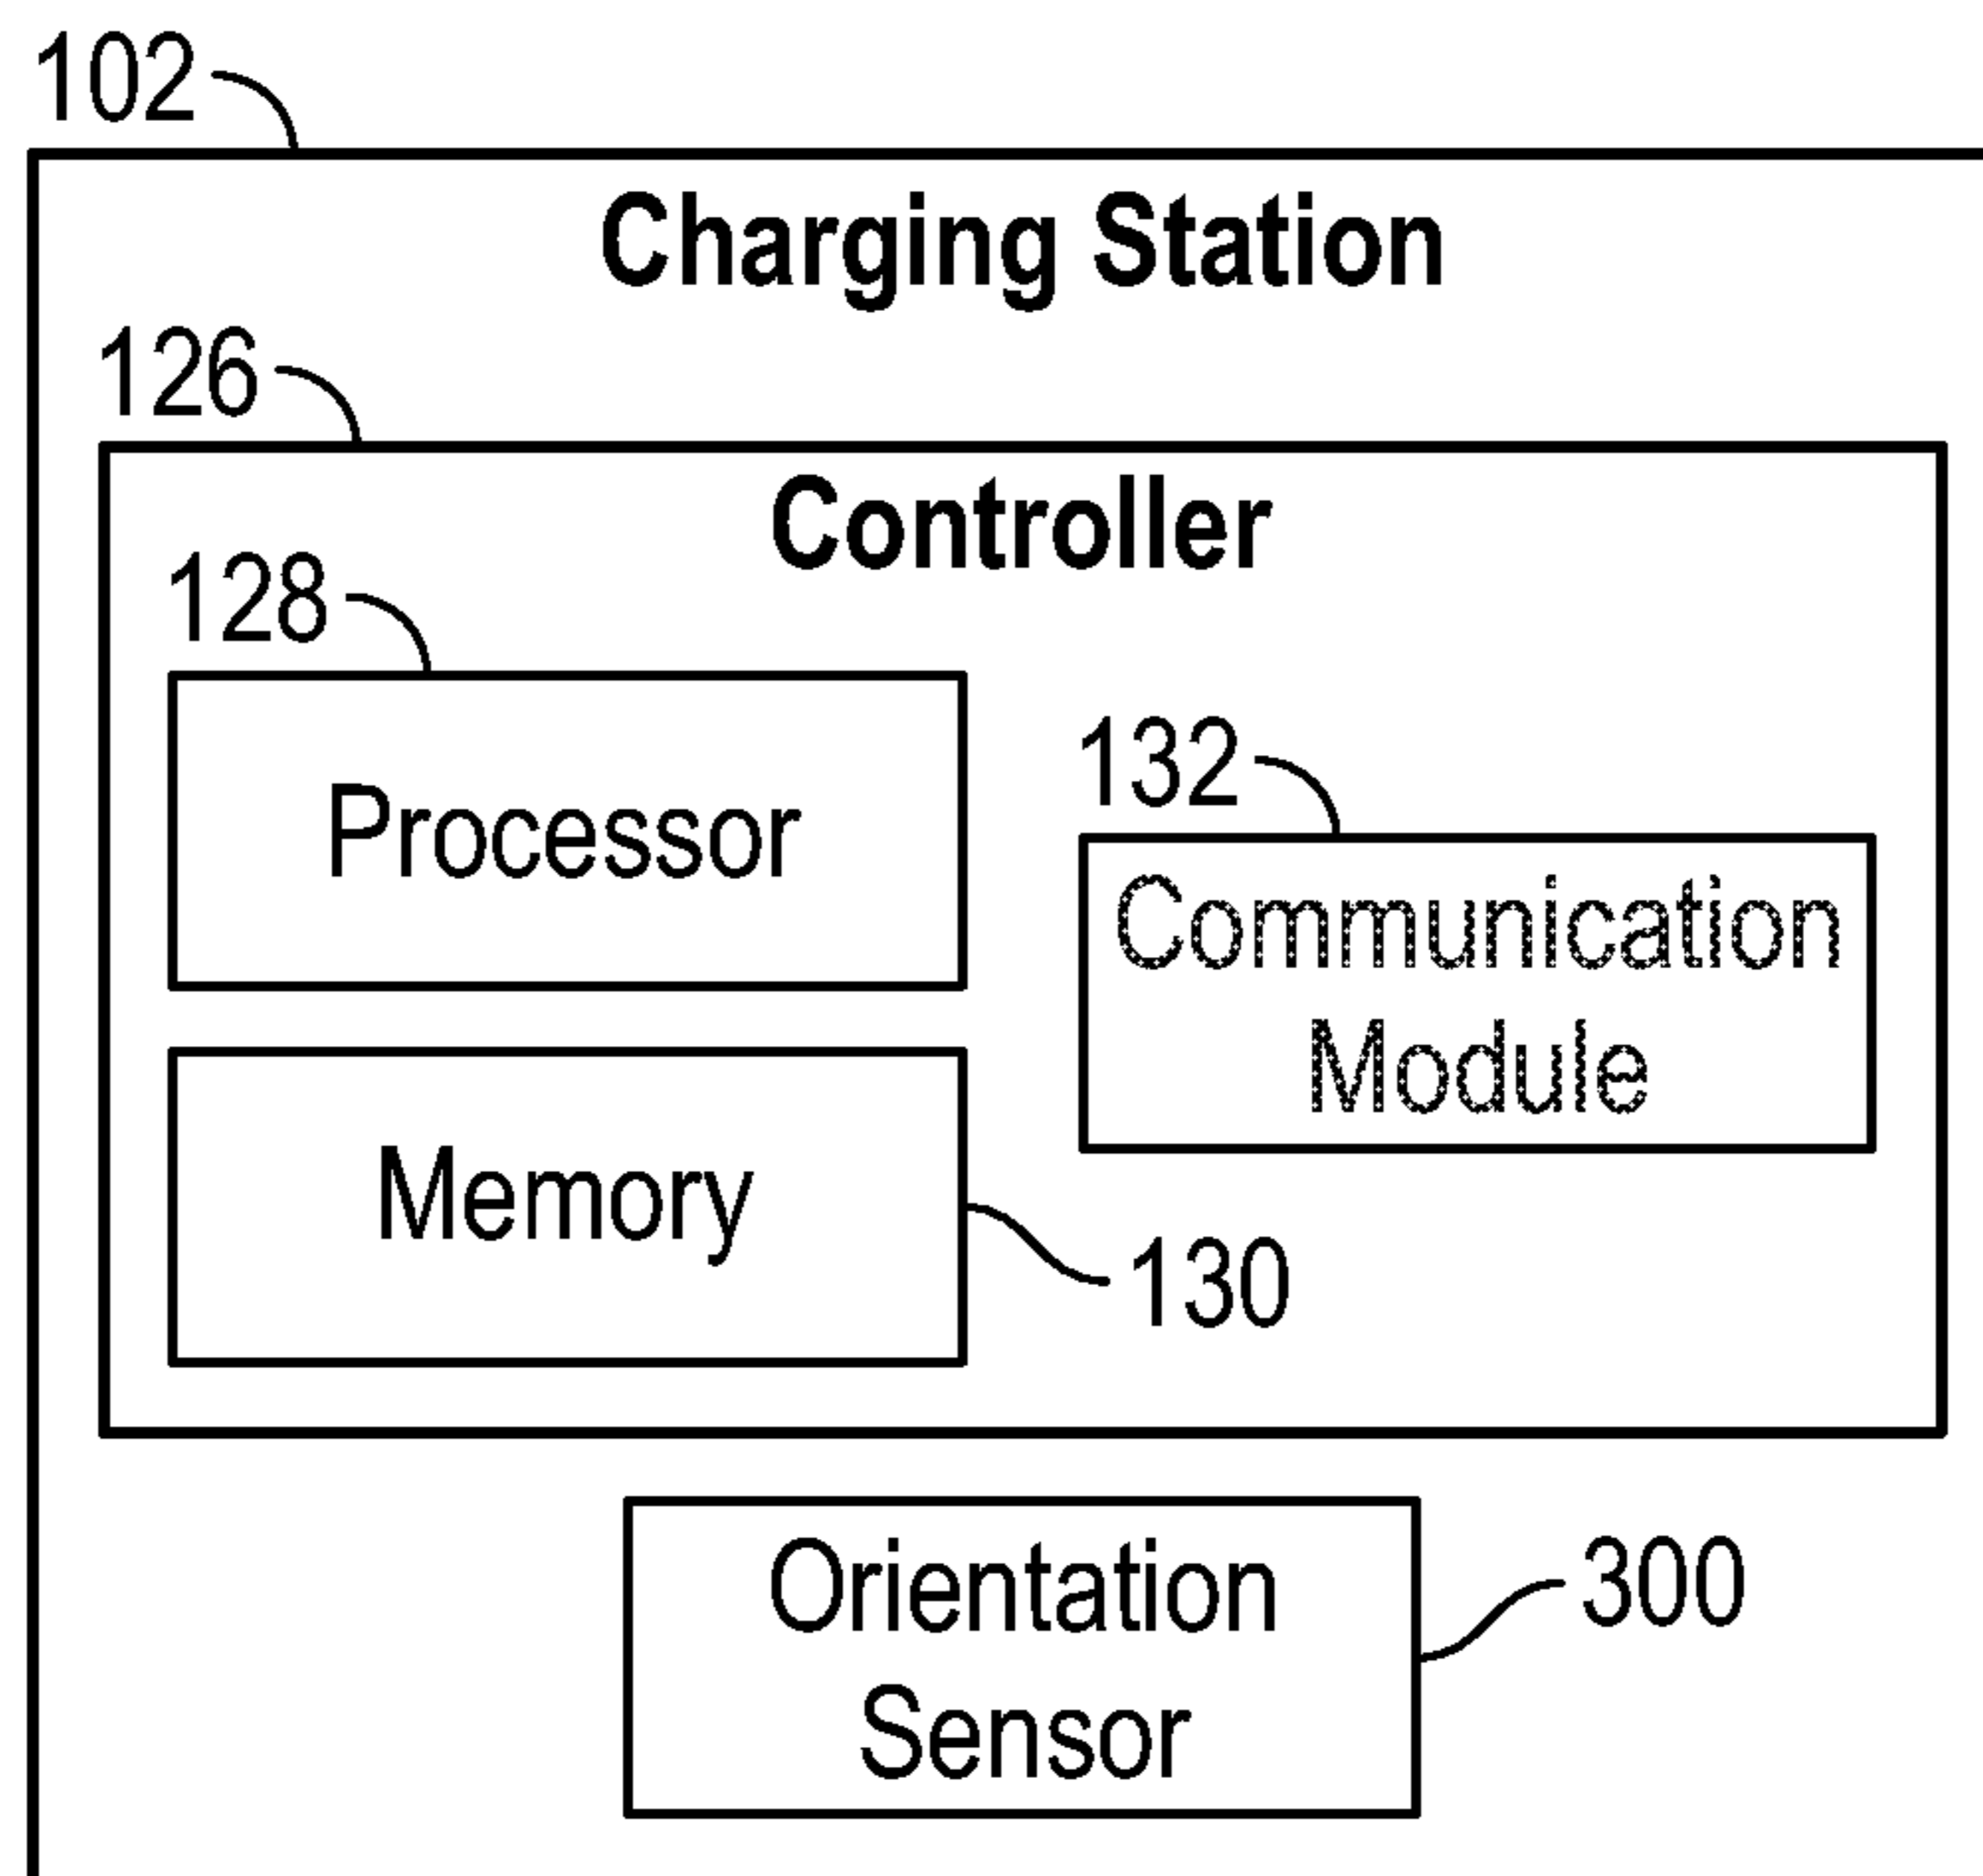 102
Charging Station
126
Controller
128
Processor
132
Communication
Module
Memory
130
Orientation
Sensor
300